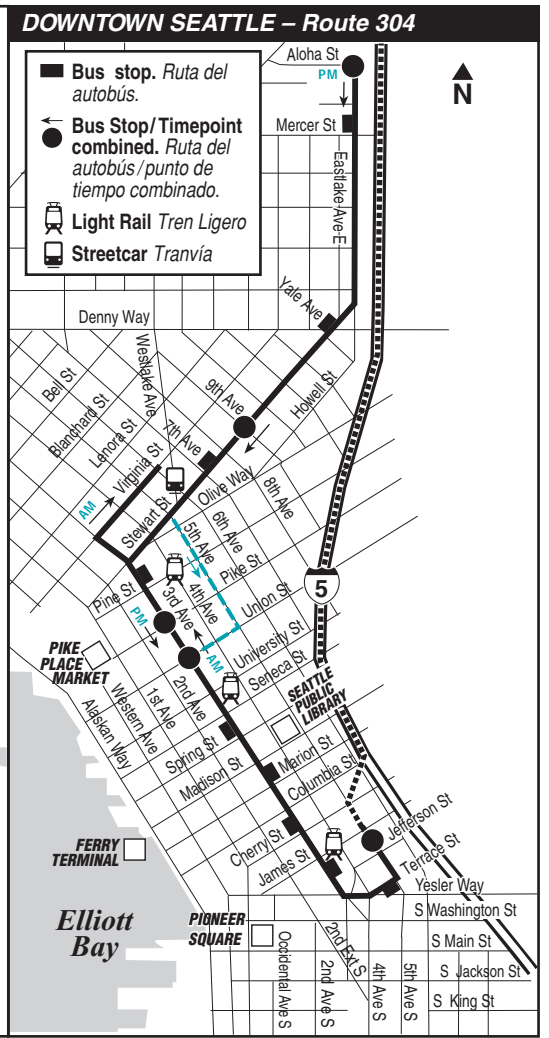 DOWNTOWN SEATTLE – Route 304
Bus stop. Ruta del
autobús.
Bus Stop/Timepoint
combined. Ruta del
autobús/punto de
tiempo combinado.
Light Rail Tren Ligero
Streetcar Tranvía
Aloha St
PM
N
Mercer St
Eastlake Ave E
Yale Ave
Denny Way
Westlake Ave
Bell St
Blanchard St
Lenora St
Virginia St
9th Ave
Howell St
7th Ave
AM
Stewart St
Olive Way
8th Ave
5th Ave
6th Ave
Pike St
5
Pine St
4th Ave
3rd Ave
Union St
PM
AM
University St
Seneca St
PIKE
PLACE
MARKET
SEATTLE
PUBLIC
LIBRARY
2nd Ave
1st Ave
Western Ave
Alaskan Way
Spring St
Madison St
Marion St
Columbia St
FERRY
TERMINAL
Cherry St
James St
Jefferson St
Terrace St
Yesler Way
S Washington St
Elliott
Bay
PIONEER
SQUARE
S Main St
S Jackson St
S King St
Occidental Ave S
2nd Ave S
2nd Ext S
4th Ave S
5th Ave S